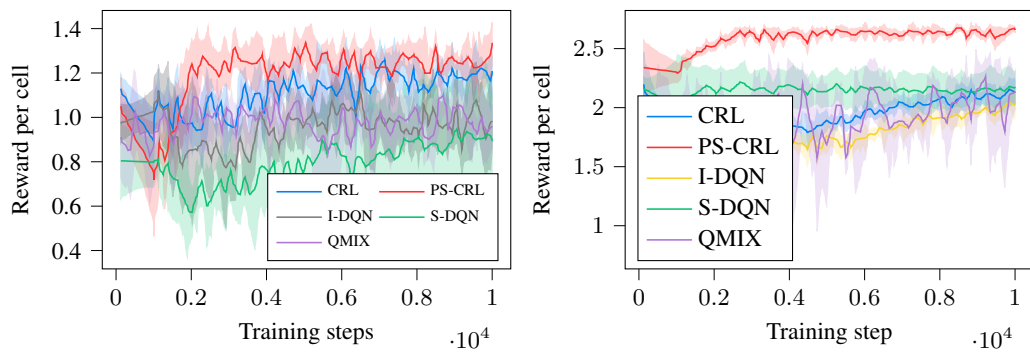 1.4
1.2
1.0
0.8
0.6
0.4
Reward per cell
CRL PS-CRL
I-DQN S-DQN
QMIX
0 0.2 0.4 0.6 0.8 1
Training steps
·10^4
2.5
2
1.5
1
Reward per cell
CRL
PS-CRL
I-DQN
S-DQN
QMIX
0 0.2 0.4 0.6 0.8 1
Training step
·10^4